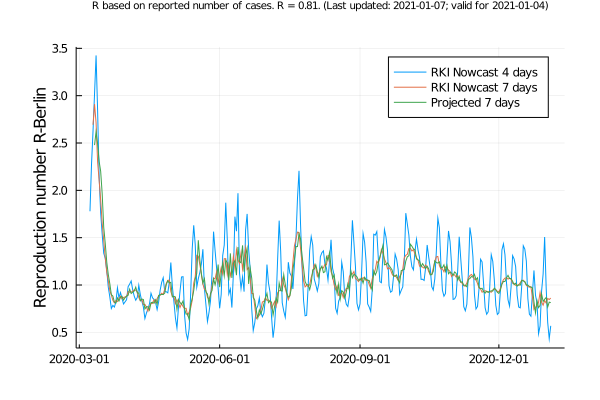 R based on reported number of cases. R = 0.81. (Last updated: 2021-01-07; valid for 2021-01-04)
3.5
3.0
2.5
2.0
1.5
1.0
0.5
Reproduction number R-Berlin
RKI Nowcast 4 days
RKI Nowcast 7 days
Projected 7 days
2020-03-01
2020-06-01
2020-09-01
2020-12-01